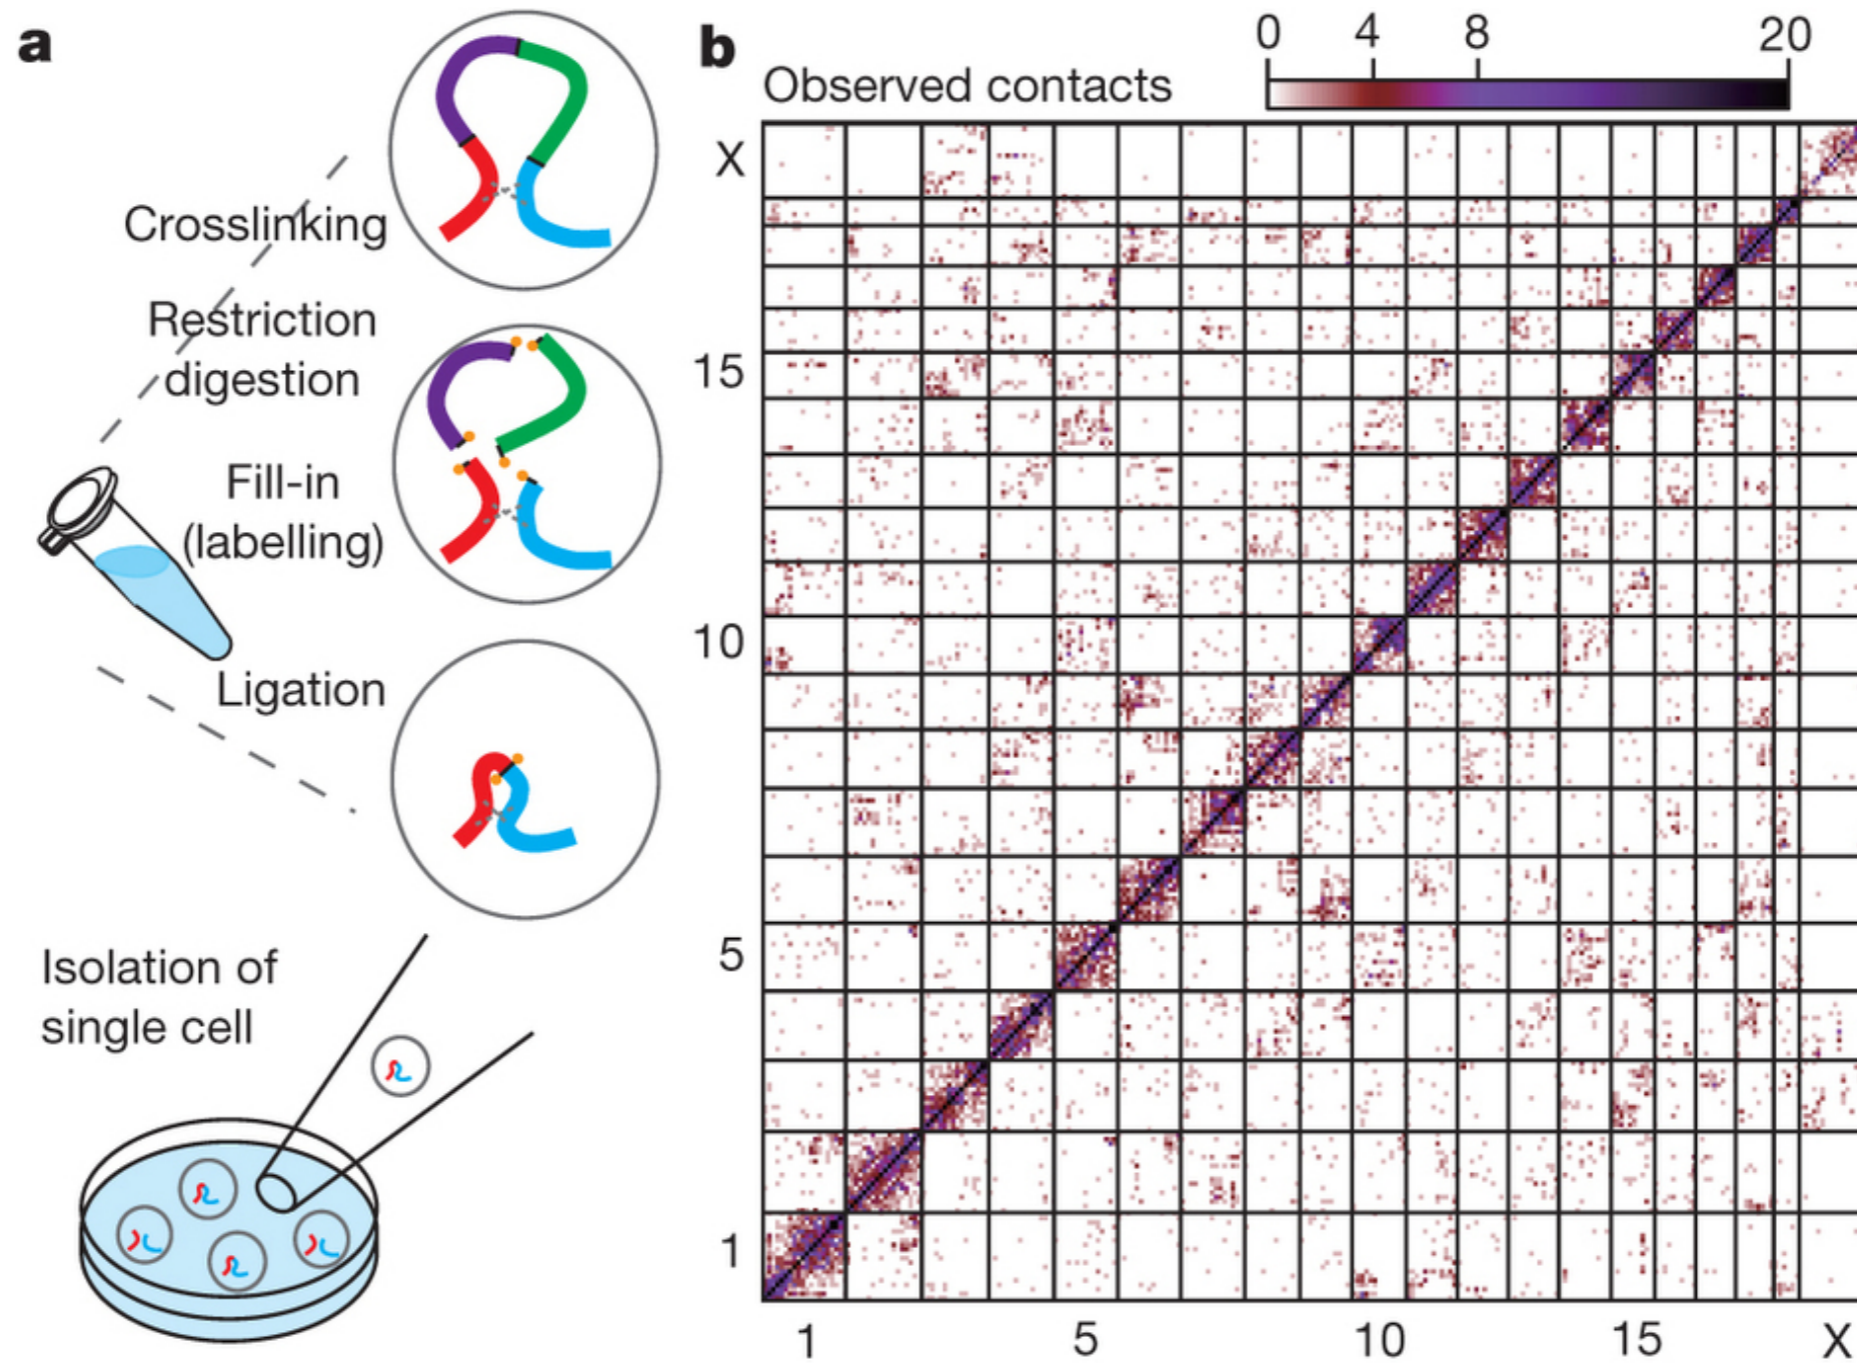 a
Crosslinking
Restriction
digestion
Fill-in
(labelling)
Ligation
Isolation of
single cell
b
0 4 8 20
Observed contacts
X
15
10
5
1
1 5 10 15 X